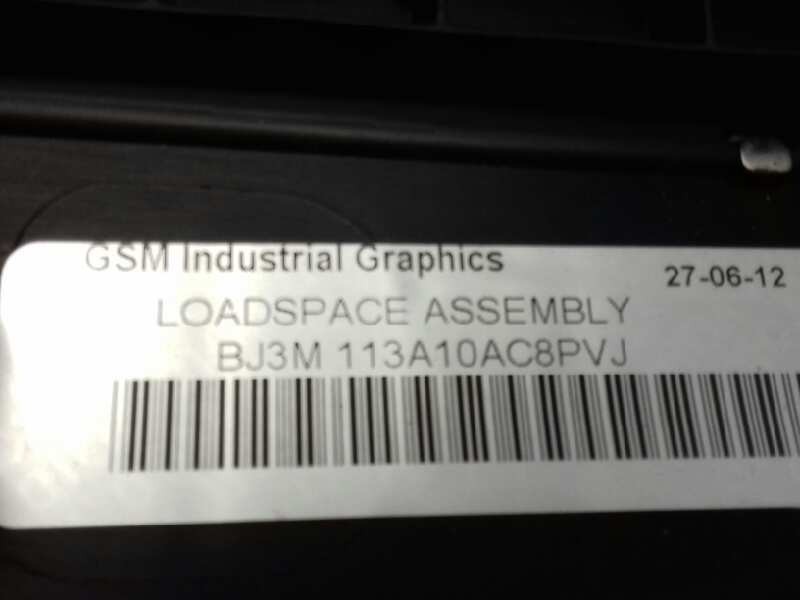 GSM Industrial Graphics
27-06-12
LOADSPACE ASSEMBLY
BJ3M 113A10AC8PVJ